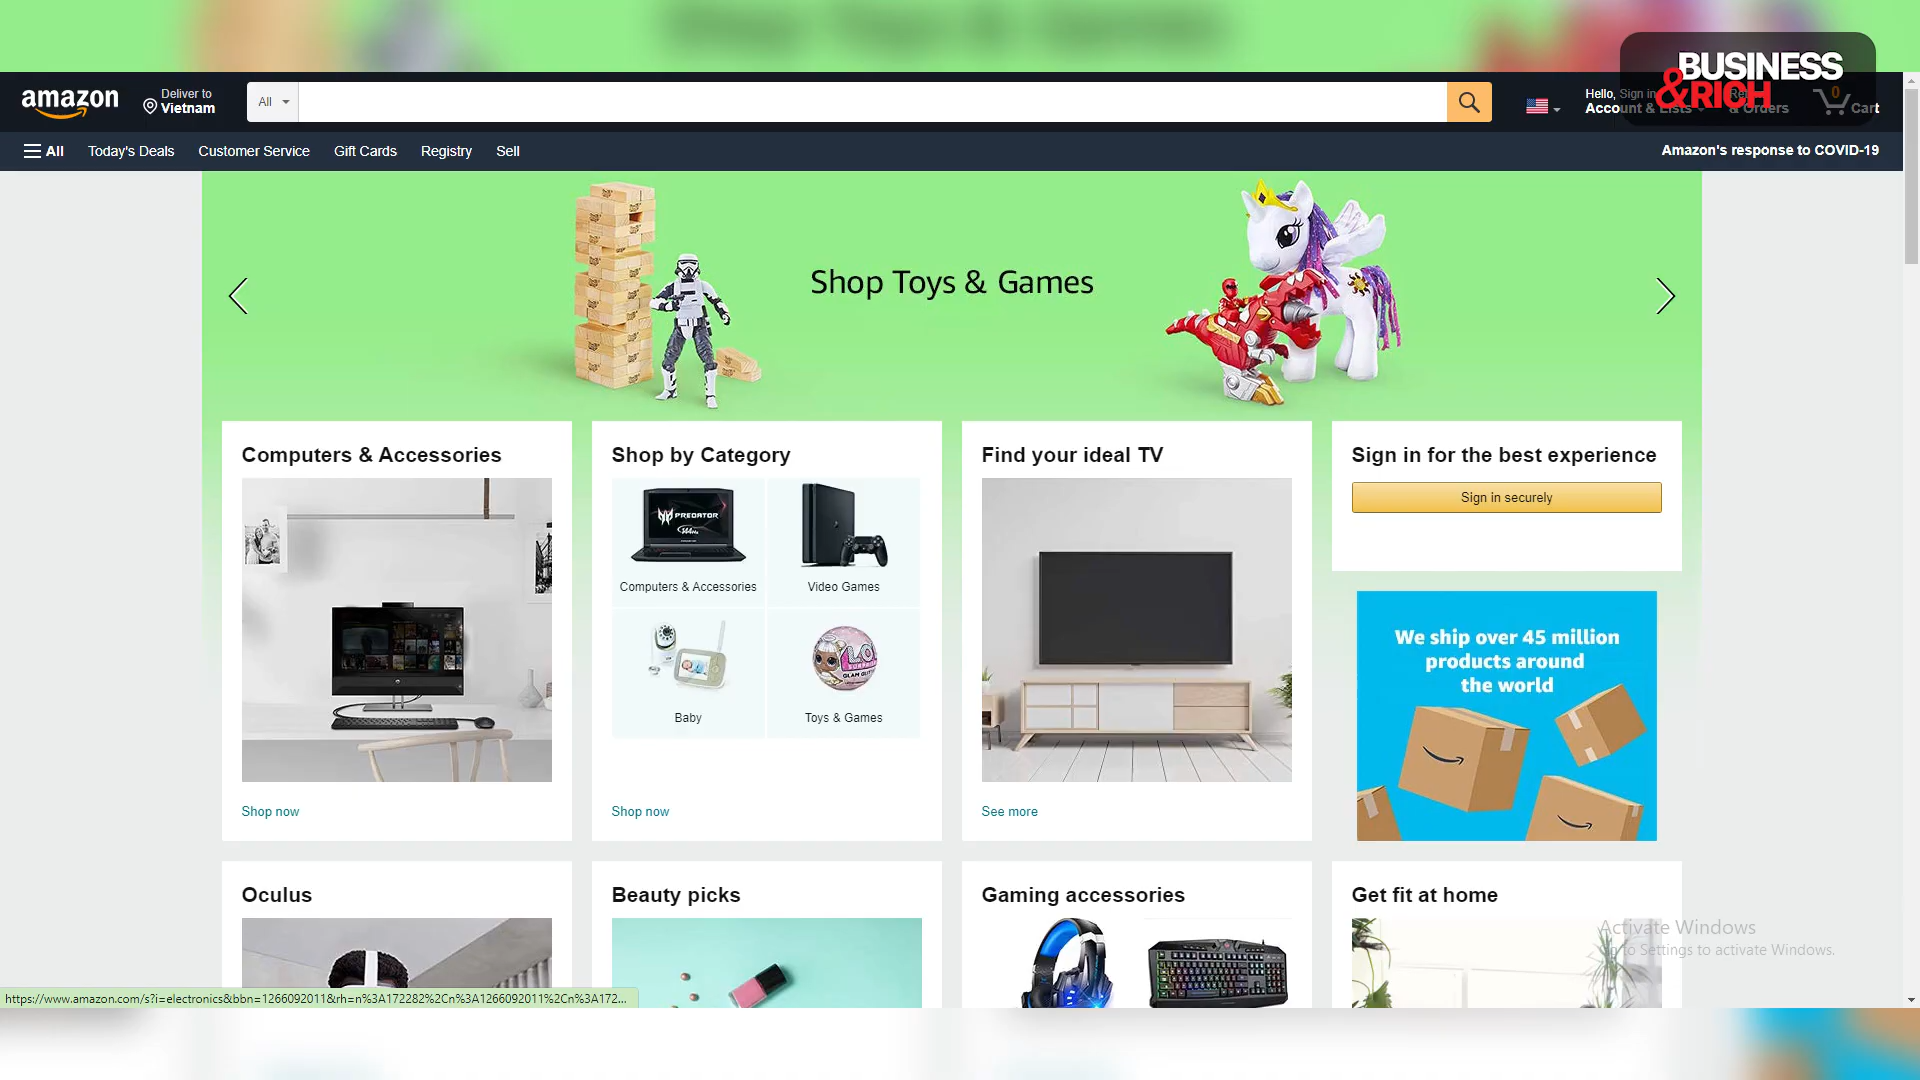 BUSINESS
&RICH
amazon
Deliver to
Vietnam
All
Hello, Sign in
Account & Lists
& Orders
0
Cart
All
Today's Deals
Customer Service
Gift Cards
Registry
Sell
Amazon's response to COVID-19
Shop Toys & Games
Computers & Accessories
Shop now
Shop by Category
PREDATOR
144Hz
Computers & Accessories
Video Games
Baby
Toys & Games
Shop now
Find your ideal TV
See more
Sign in for the best experience
Sign in securely
We ship over 45 million
products around
the world
Oculus
Beauty picks
Gaming accessories
Get fit at home
Activate Windows
Go to Settings to activate Windows.
https://www.amazon.com/s?i=electronics&bbn=1266092011&rh=n%3A172282%2Cn%3A1266092011%2Cn%3A172...